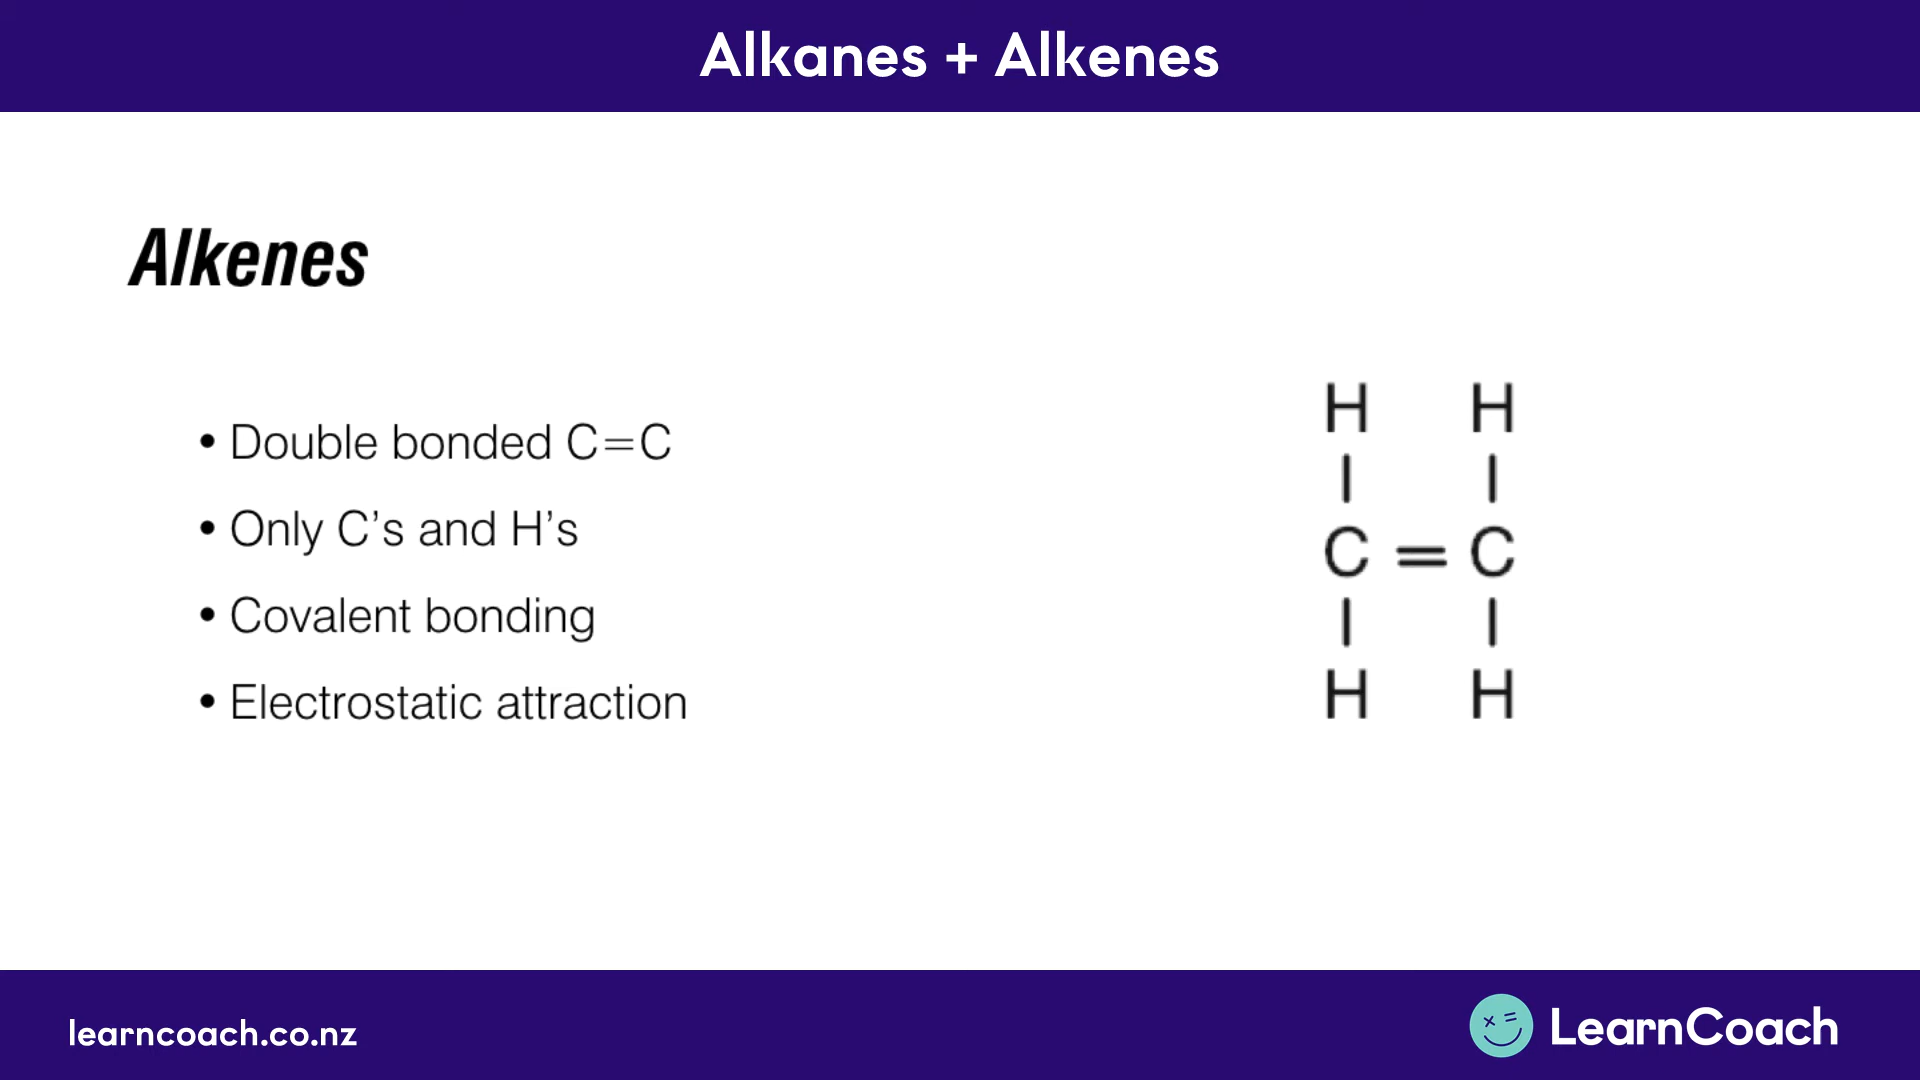 Alkanes + Alkenes
Alkenes
• Double bonded C=C
• Only C’s and H’s
• Covalent bonding
• Electrostatic attraction
H H
| |
C = C
| |
H H
learncoach.co.nz
LearnCoach